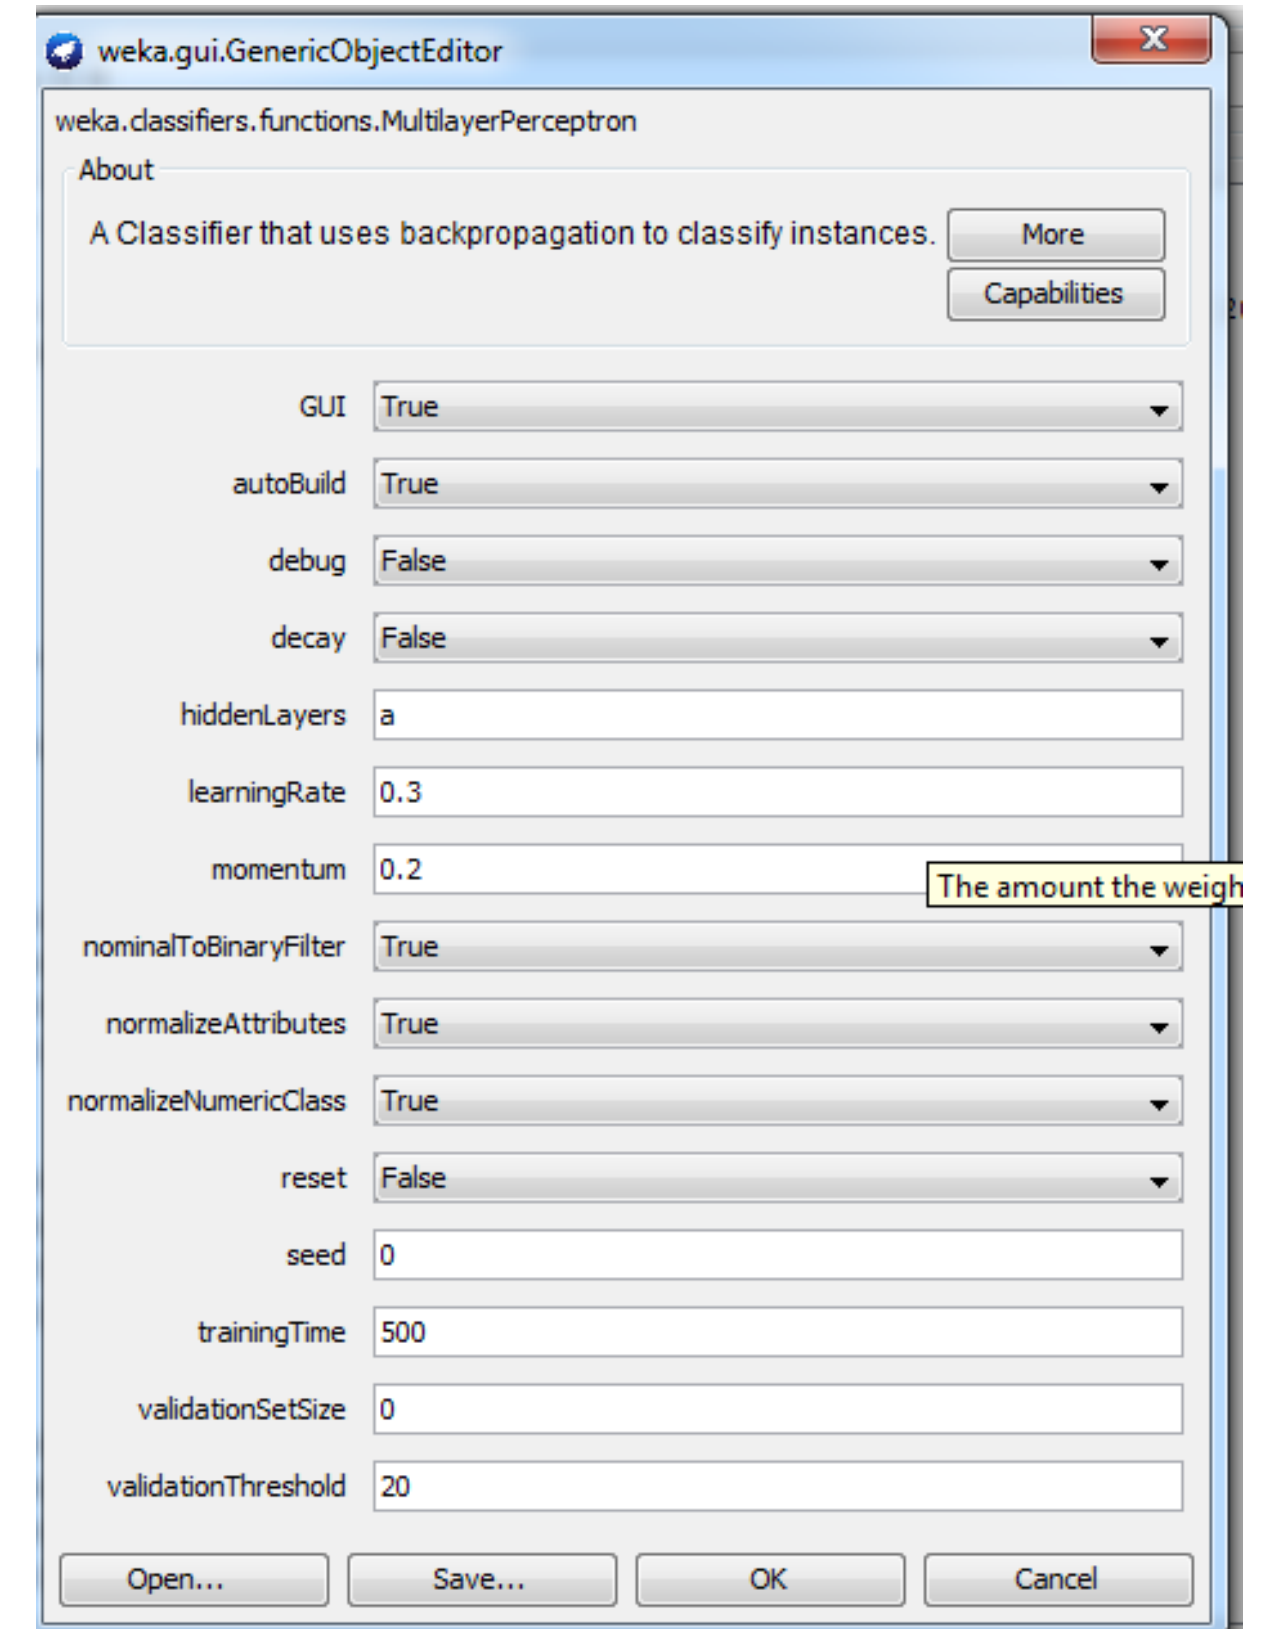 weka.gui.GenericObjectEditor
X
weka.classifiers.functions.MultilayerPerceptron
About
A Classifier that uses backpropagation to classify instances.
More
Capabilities
GUI True
autoBuild True
debug False
decay False
hiddenLayers a
learningRate 0.3
momentum 0.2
The amount the weigh
nominalToBinaryFilter True
normalizeAttributes True
normalizeNumericClass True
reset False
seed 0
trainingTime 500
validationSetSize 0
validationThreshold 20
Open... Save... OK Cancel